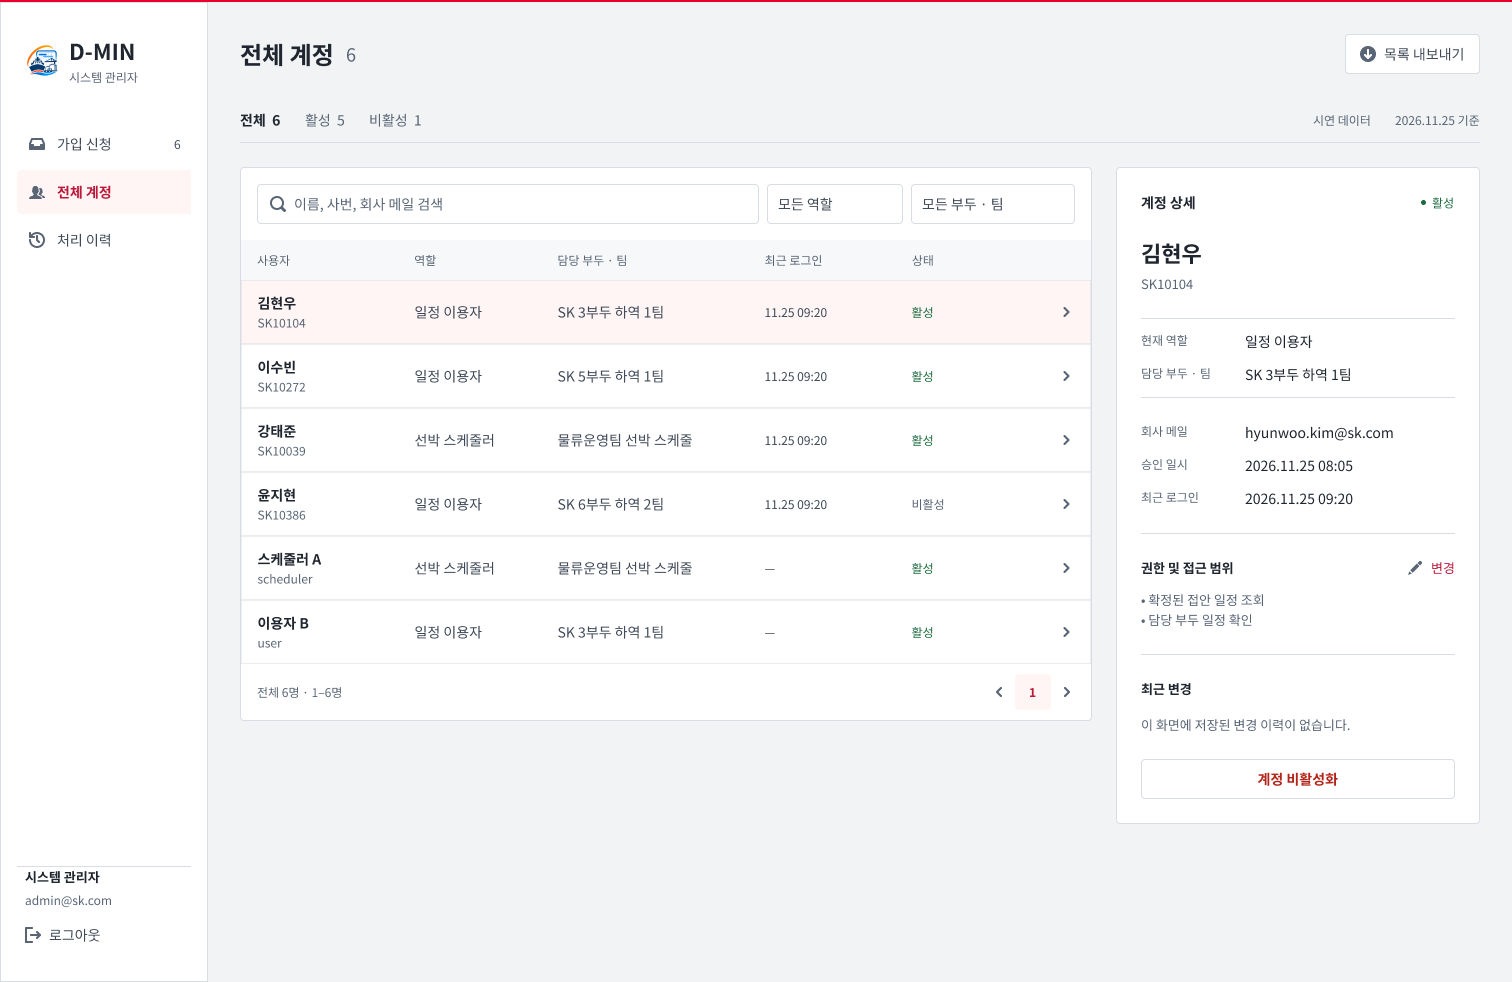 D-MIN
시스템 관리자
가입 신청 6
전체 계정
처리 이력
시스템 관리자
admin@sk.com
로그아웃
전체 계정 6
목록 내보내기
전체 6 활성 5 비활성 1
시연 데이터 2026.11.25 기준
이름, 사번, 회사 메일 검색
모든 역할
모든 부두 · 팀
사용자 역할 담당 부두 · 팀 최근 로그인 상태
김현우
SK10104
일정 이용자 SK 3부두 하역 1팀 11.25 09:20 활성
이수빈
SK10272
일정 이용자 SK 5부두 하역 1팀 11.25 09:20 활성
강태준
SK10039
선박 스케줄러 물류운영팀 선박 스케줄 11.25 09:20 활성
윤지현
SK10386
일정 이용자 SK 6부두 하역 2팀 11.25 09:20 비활성
스케줄러 A
scheduler
선박 스케줄러 물류운영팀 선박 스케줄 — 활성
이용자 B
user
일정 이용자 SK 3부두 하역 1팀 — 활성
전체 6명 · 1–6명
1
계정 상세
• 활성
김현우
SK10104
현재 역할 일정 이용자
담당 부두 · 팀 SK 3부두 하역 1팀
회사 메일 hyunwoo.kim@sk.com
승인 일시 2026.11.25 08:05
최근 로그인 2026.11.25 09:20
권한 및 접근 범위 변경
• 확정된 접안 일정 조회
• 담당 부두 일정 확인
최근 변경
이 화면에 저장된 변경 이력이 없습니다.
계정 비활성화